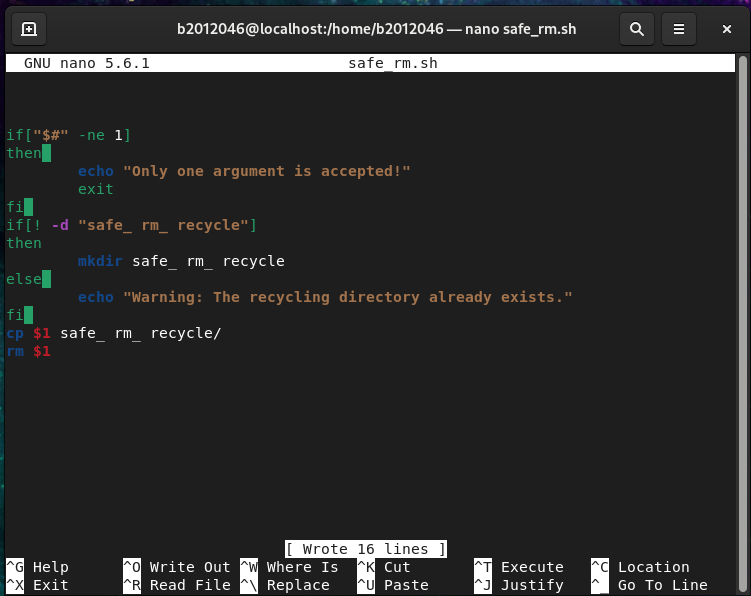 b2012046@localhost:/home/b2012046 — nano safe_rm.sh
GNU nano 5.6.1 safe_rm.sh
if["$#" -ne 1]
then
echo "Only one argument is accepted!"
exit
fi
if[! -d "safe_ rm_ recycle"]
then
mkdir safe_ rm_ recycle
else
echo "Warning: The recycling directory already exists."
fi
cp $1 safe_ rm_ recycle/
rm $1
[ Wrote 16 lines ]
^G Help ^O Write Out ^W Where Is ^K Cut ^T Execute ^C Location
^X Exit ^R Read File ^\ Replace ^U Paste ^J Justify ^_ Go To Line